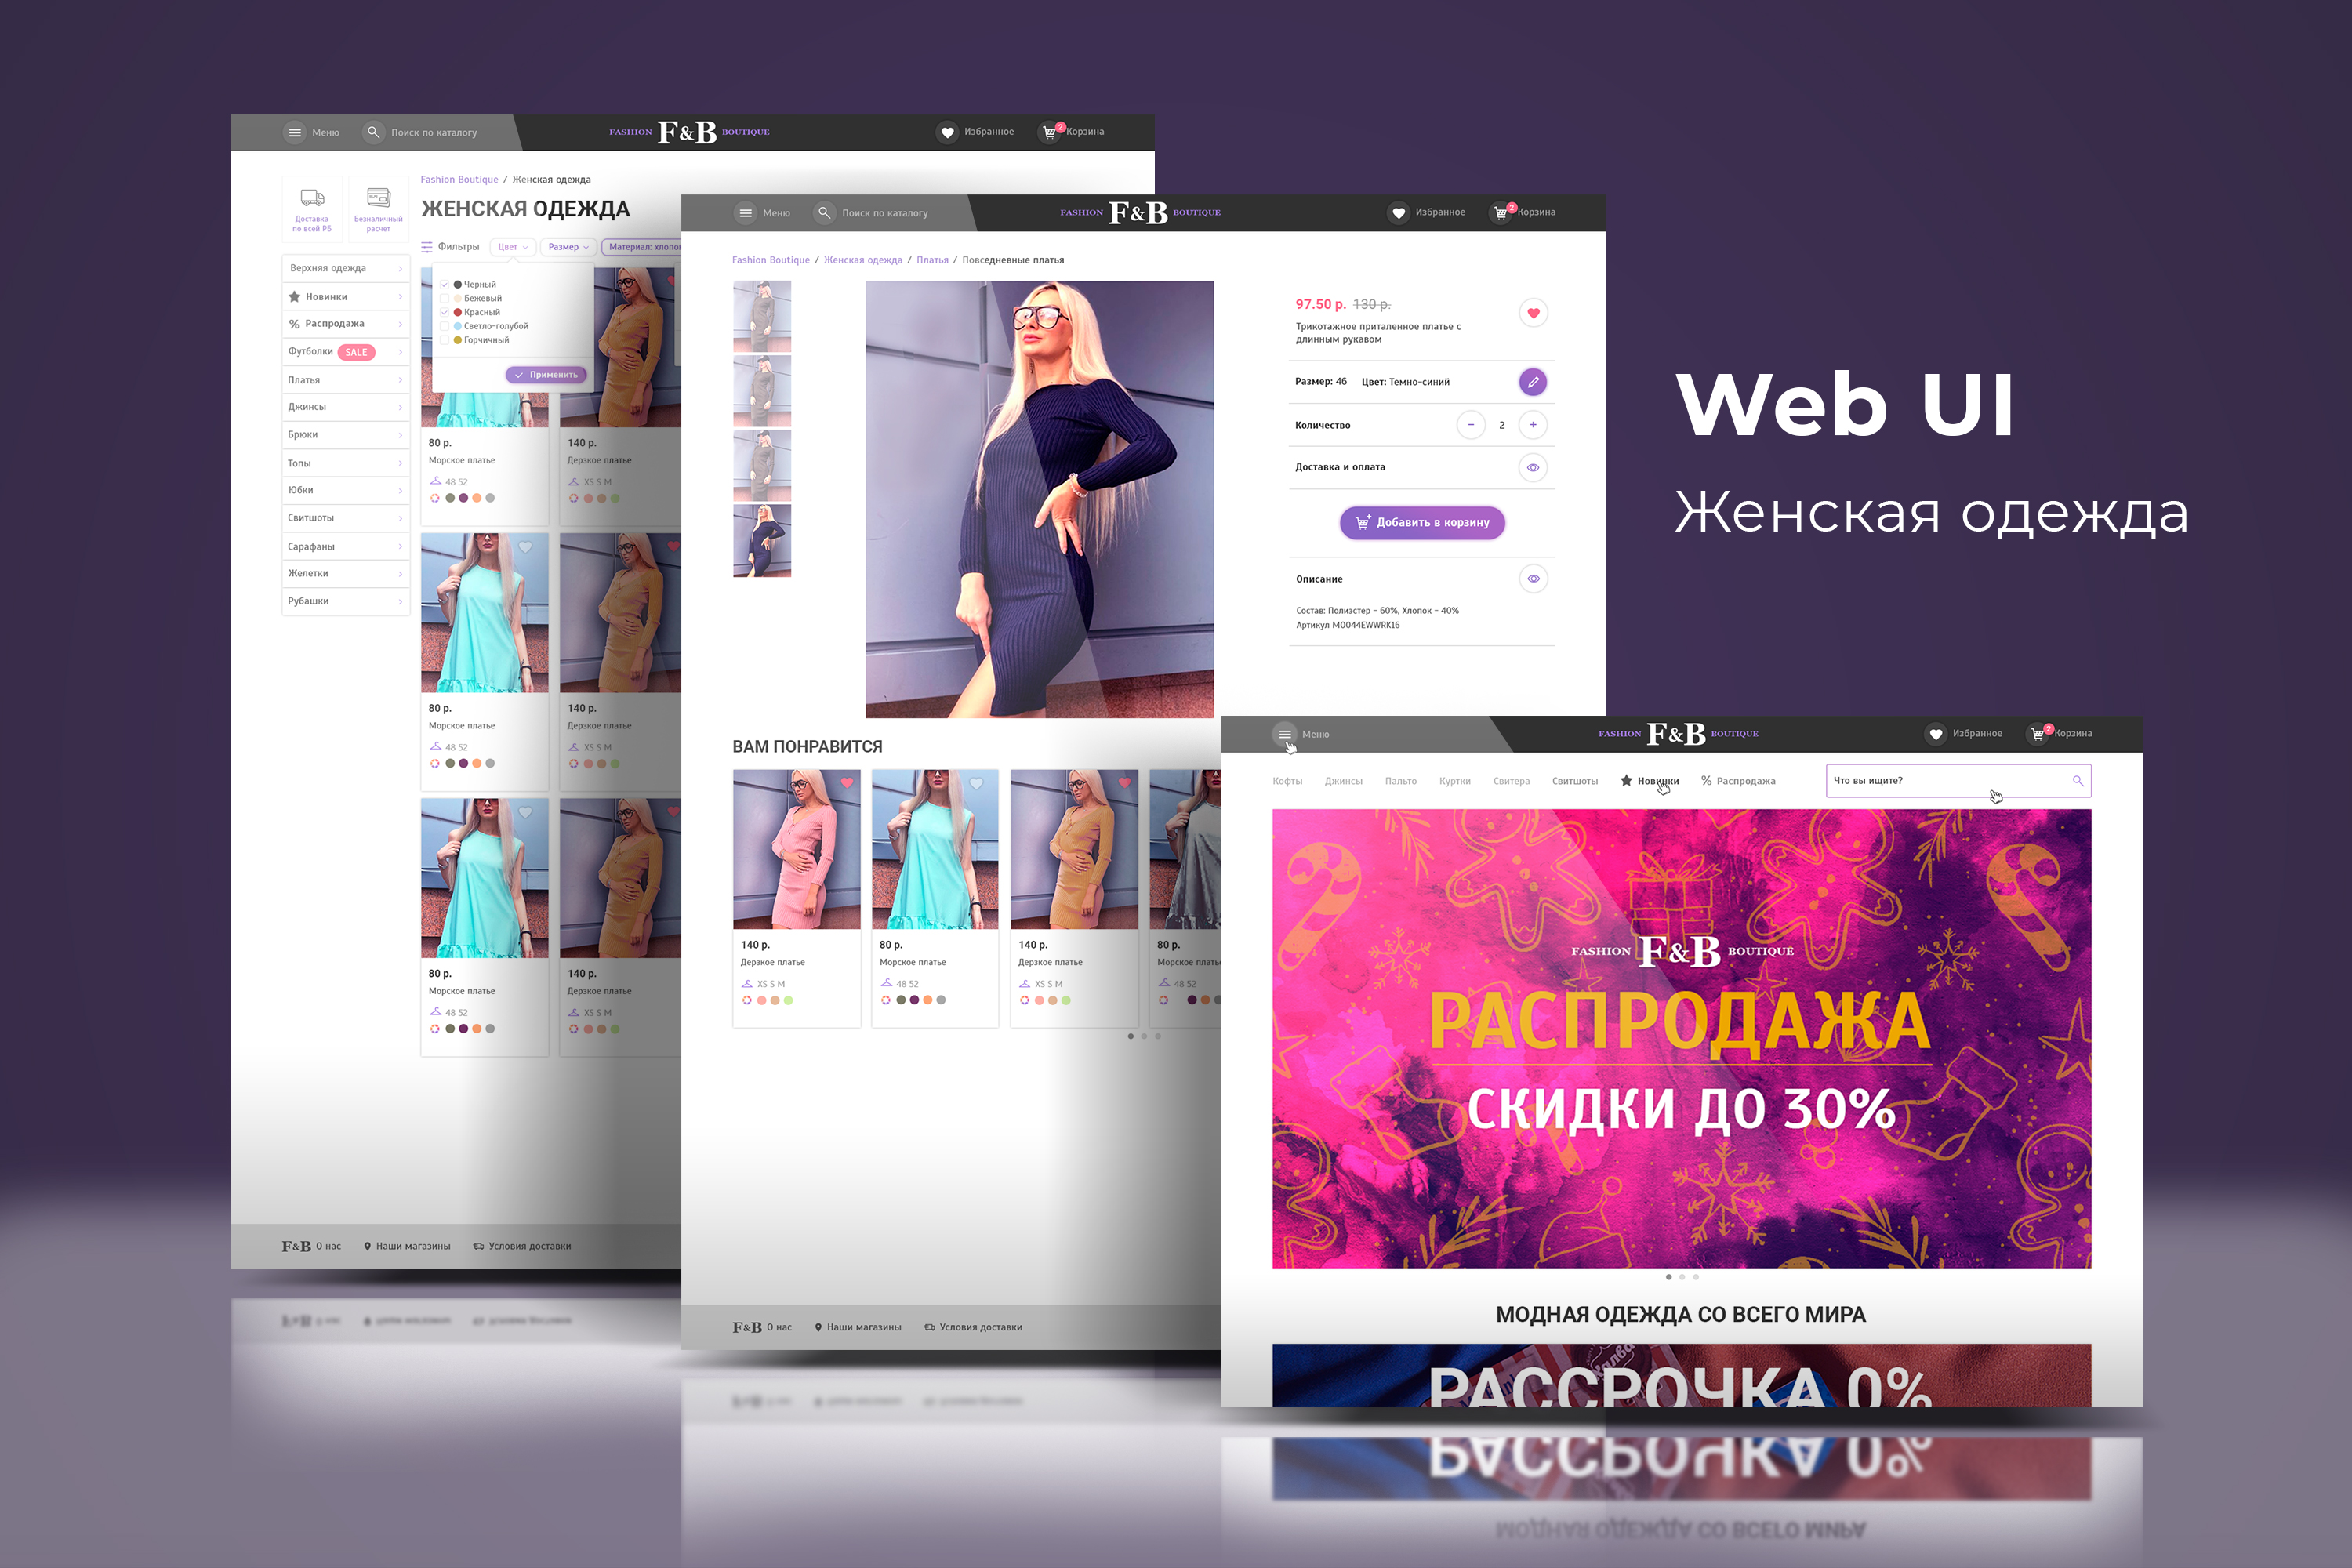 Меню
Поиск по каталогу
FASHION F&B BOUTIQUE
Избранное
2
Корзина
Доставка
по всей РБ
Безналичный
расчет
Верхняя одежда
Новинки
% Распродажа
Футболки SALE
Платья
Джинсы
Брюки
Топы
Юбки
Свитшоты
Сарафаны
Желетки
Рубашки
Fashion Boutique / Женская одежда
ЖЕНСКАЯ ОДЕЖДА
Фильтры
Цвет
Размер
Материал: хлопок
Черный
Бежевый
Красный
Светло-голубой
Горчичный
Применить
80 р.
Морское платье
48 52
140 р.
Дерзкое платье
XS S M
80 р.
Морское платье
48 52
140 р.
Дерзкое платье
XS S M
80 р.
Морское платье
48 52
140 р.
Дерзкое платье
XS S M
F&B О нас
Наши магазины
Условия доставки
Меню
Поиск по каталогу
FASHION F&B BOUTIQUE
Избранное
2
Корзина
Fashion Boutique / Женская одежда / Платья / Повседневные платья
97.50 р. 130 р.
Трикотажное приталенное платье с
длинным рукавом
Размер: 46 Цвет: Темно-синий
Количество
− 2 +
Доставка и оплата
Добавить в корзину
Описание
Состав: Полиэстер - 60%, Хлопок - 40%
Артикул M0044EWWRK16
ВАМ ПОНРАВИТСЯ
140 р.
Дерзкое платье
XS S M
80 р.
Морское платье
48 52
140 р.
Дерзкое платье
XS S M
80 р.
Морское
48 52
F&B О нас
Наши магазины
Условия доставки
Web UI
Женская одежда
Меню
FASHION F&B BOUTIQUE
Избранное
2
Корзина
Кофты
Джинсы
Пальто
Куртки
Свитера
Свитшоты
Новинки
% Распродажа
Что вы ищите?
FASHION F&B BOUTIQUE
РАСПРОДАЖА
СКИДКИ ДО 30%
МОДНАЯ ОДЕЖДА СО ВСЕГО МИРА
РАССРОЧКА 0%